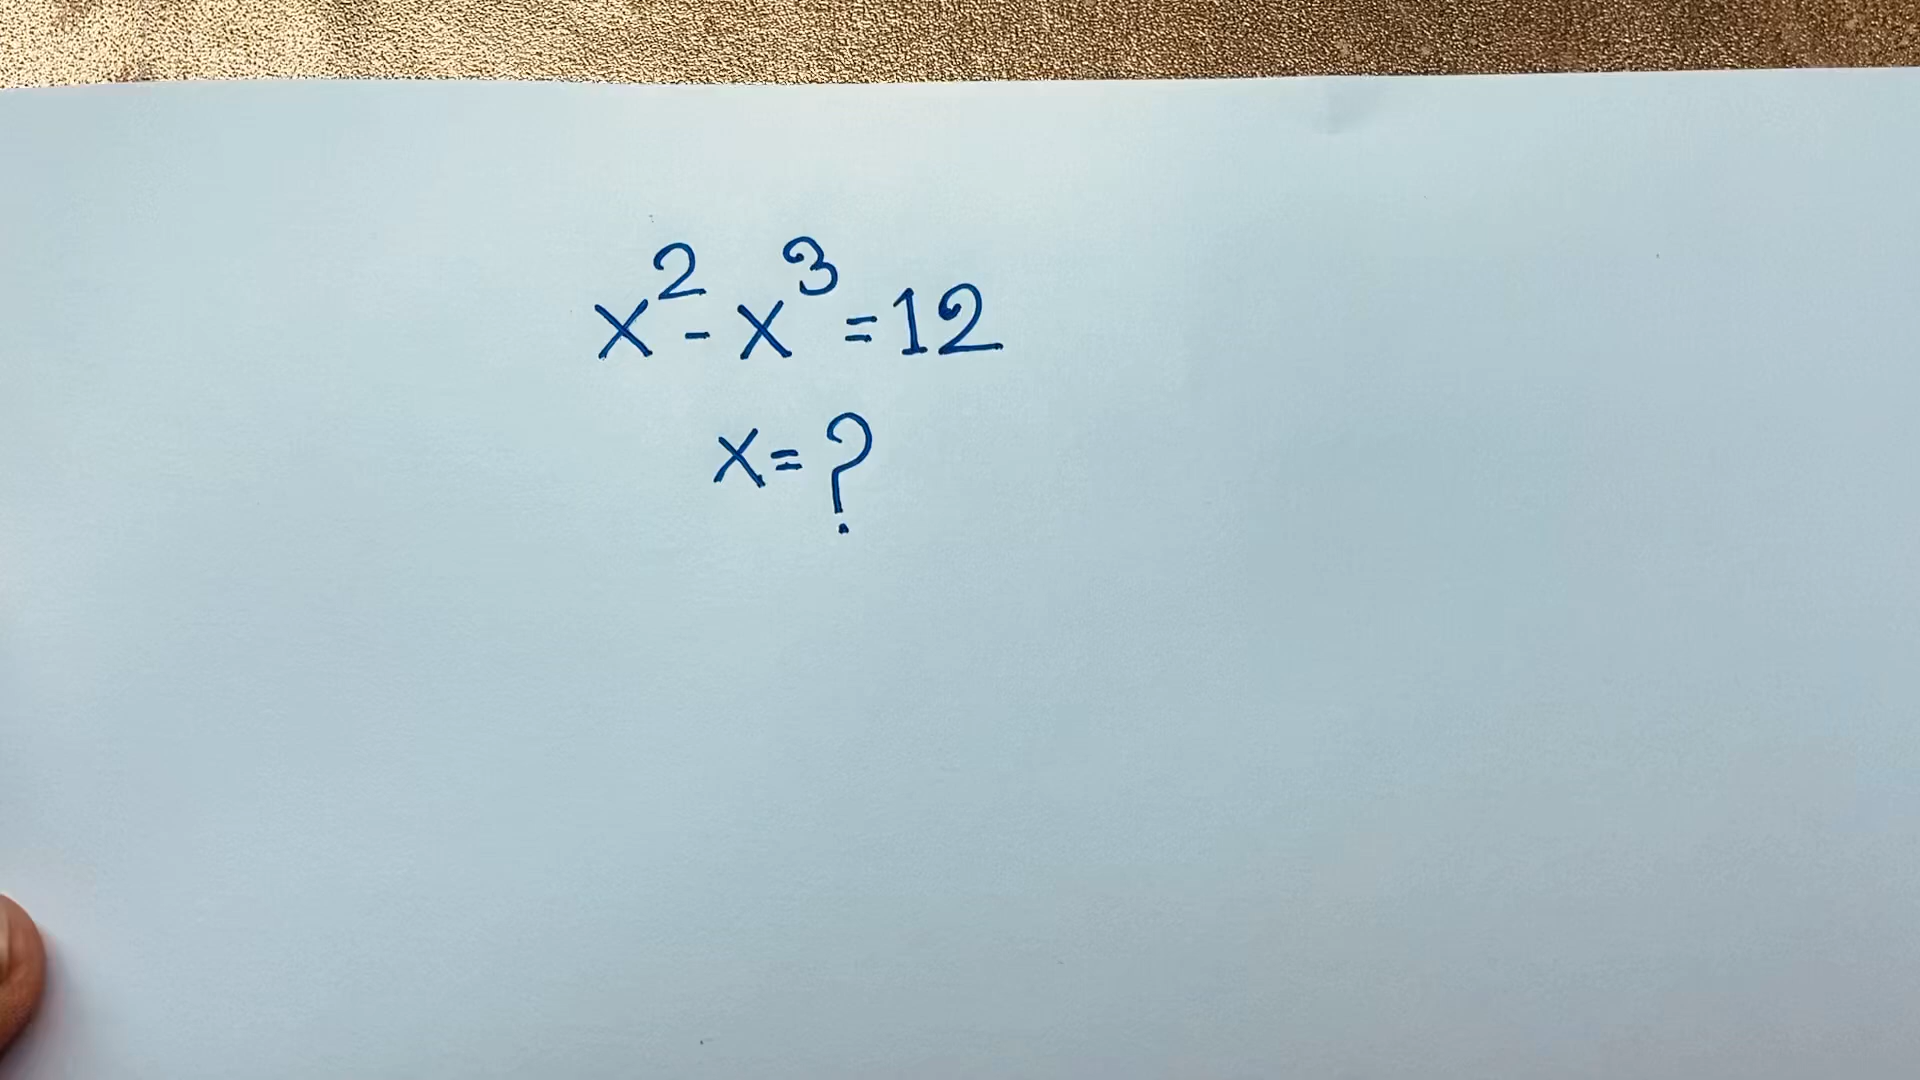 x² - x³ = 12
x = ?